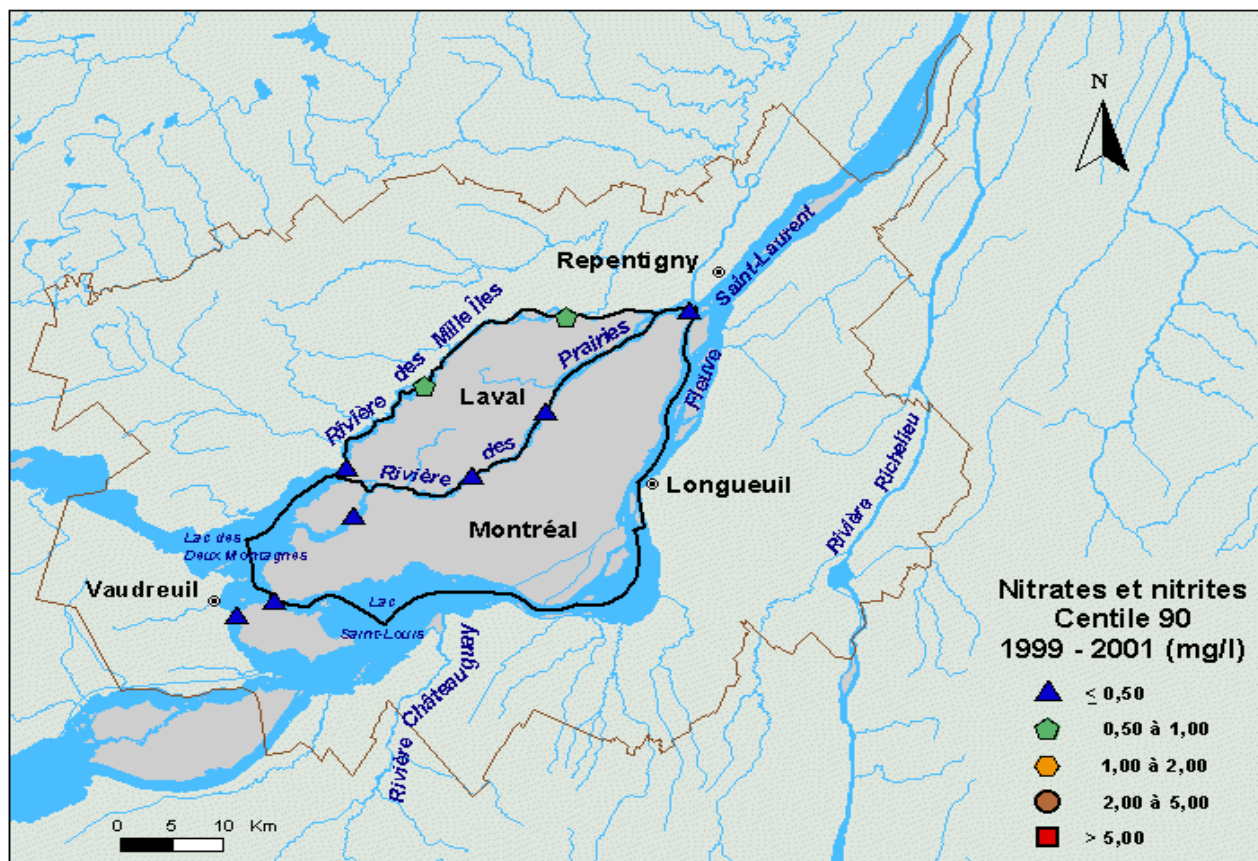 N
Repentigny
Saint-Laurent
Fleuve
Rivière des Mille Îles
Prairies
des
Rivière
Laval
Longueuil
Montréal
Rivière Richelieu
Lac des
Deux Montagnes
Vaudreuil
Lac
Saint-Louis
Rivière Châteauguay
Nitrates et nitrites
Centile 90
1999 - 2001 (mg/l)
≤ 0,50
0,50 à 1,00
1,00 à 2,00
2,00 à 5,00
> 5,00
0 5 10 Km